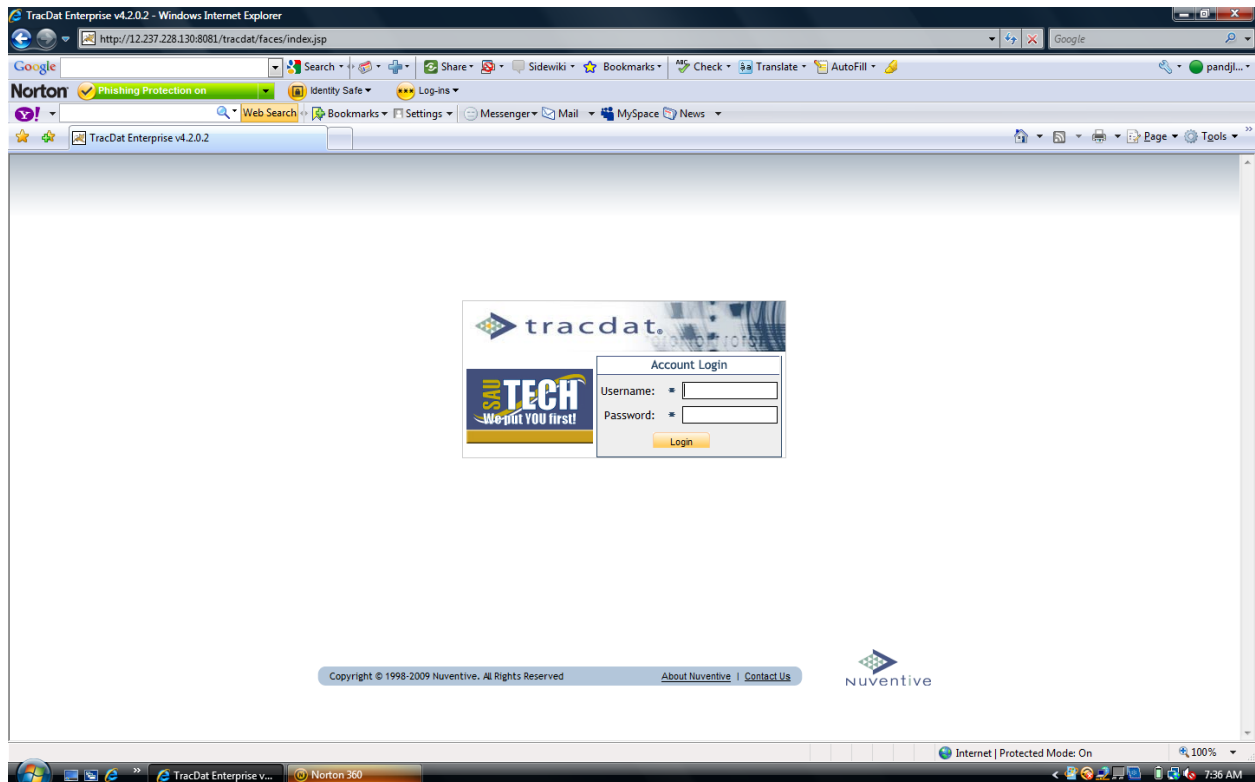 TracDat Enterprise v4.2.0.2 - Windows Internet Explorer
http://12.237.228.130:8081/tracdat/faces/index.jsp
Google
Google Search Share Sidewiki Bookmarks Check Translate AutoFill pandjl...
Norton Phishing Protection on Identity Safe Log-ins
Y! Web Search Bookmarks Settings Messenger Mail MySpace News
TracDat Enterprise v4.2.0.2 Page Tools
tracdat.
Account Login
SAU TECH
We put YOU first!
Username: *
Password: *
Login
Copyright © 1998-2009 Nuventive. All Rights Reserved About Nuventive | Contact Us
Nuventive
Internet | Protected Mode: On 100%
TracDat Enterprise v... Norton 360 7:36 AM